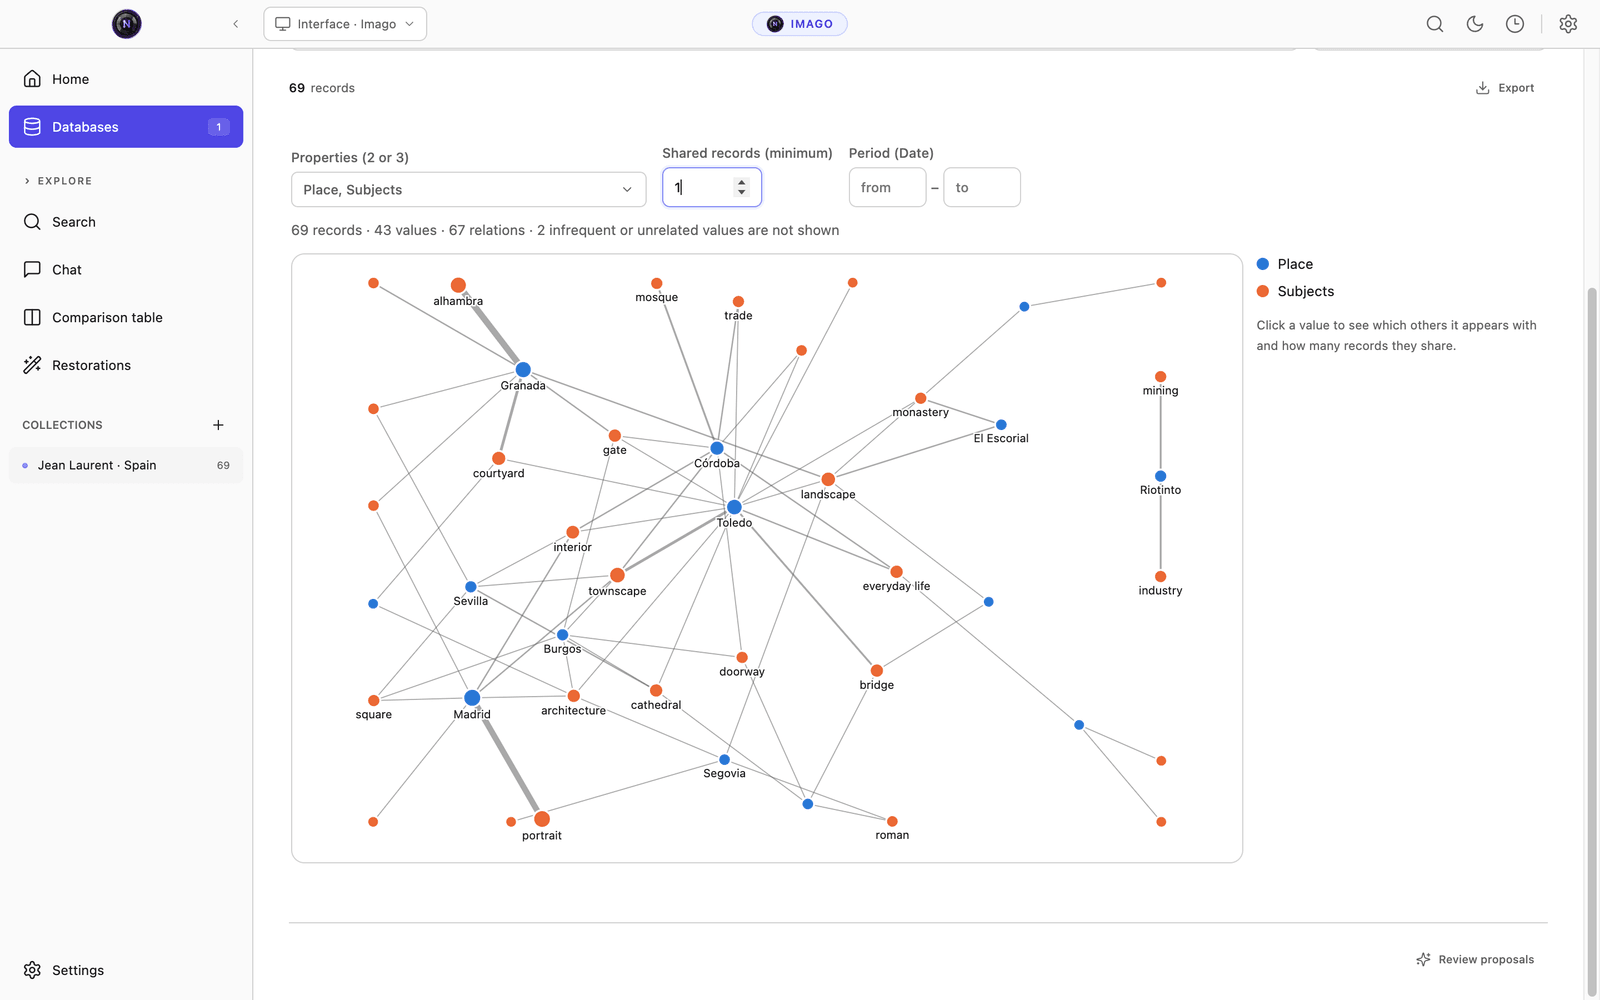 N
Interface · Imago
N IMAGO
Home
69 records
Export
Databases 1
EXPLORE
Properties (2 or 3)
Shared records (minimum)
Period (Date)
Place, Subjects
1
from – to
Search
69 records · 43 values · 67 relations · 2 infrequent or unrelated values are not shown
Chat
Comparison table
Restorations
COLLECTIONS +
Jean Laurent · Spain 69
Place
Subjects
Click a value to see which others it appears with
and how many records they share.
alhambra
mosque
trade
Granada
mining
monastery
El Escorial
gate
Córdoba
courtyard
Riotinto
landscape
Toledo
interior
everyday life
townscape
industry
Sevilla
Burgos
doorway
bridge
cathedral
architecture
square
Madrid
Segovia
portrait
roman
Review proposals
Settings